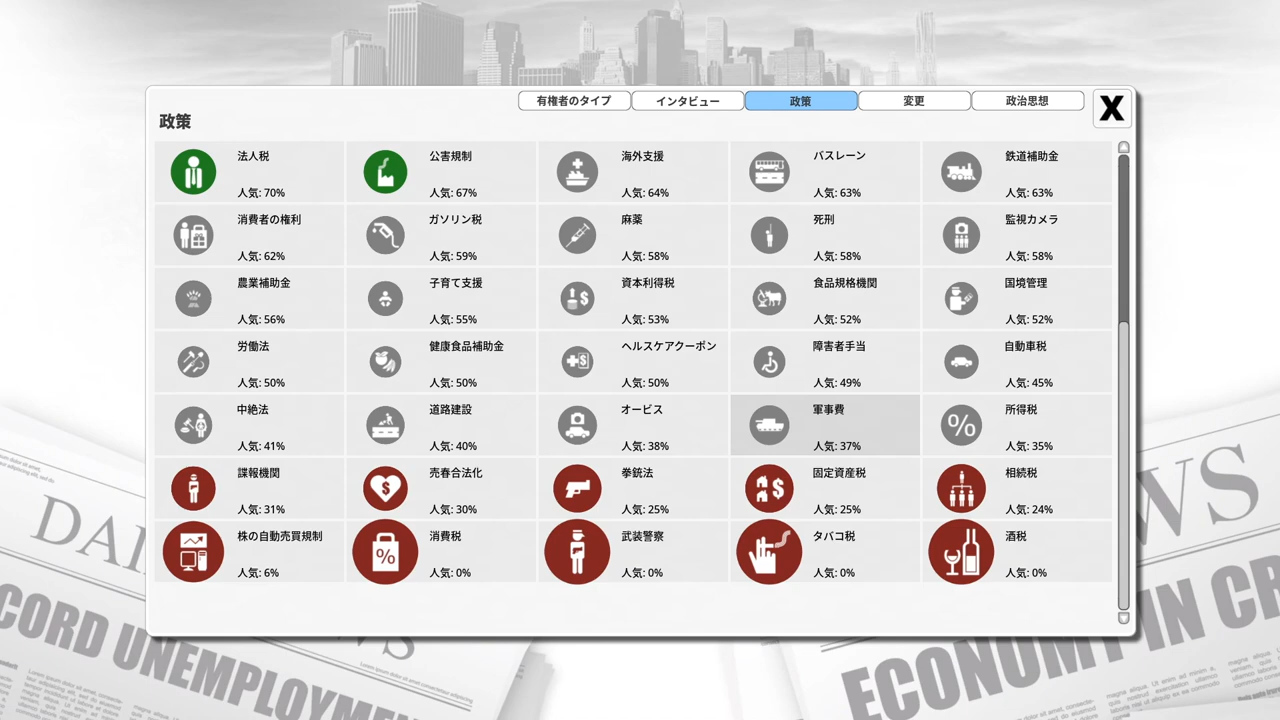 有権者のタイプ
インタビュー
政策
変更
政治思想
X
政策
法人税
人気: 70%
公害規制
人気: 67%
海外支援
人気: 64%
バスレーン
人気: 63%
鉄道補助金
人気: 63%
消費者の権利
人気: 62%
ガソリン税
人気: 59%
麻薬
人気: 58%
死刑
人気: 58%
監視カメラ
人気: 58%
農業補助金
人気: 56%
子育て支援
人気: 55%
資本利得税
人気: 53%
食品規格機関
人気: 52%
国境管理
人気: 52%
労働法
人気: 50%
健康食品補助金
人気: 50%
ヘルスケアクーポン
人気: 50%
障害者手当
人気: 49%
自動車税
人気: 45%
中絶法
人気: 41%
道路建設
人気: 40%
オービス
人気: 38%
軍事費
人気: 37%
所得税
人気: 35%
諜報機関
人気: 31%
売春合法化
人気: 30%
拳銃法
人気: 25%
固定資産税
人気: 25%
相続税
人気: 24%
株の自動売買規制
人気: 6%
消費税
人気: 0%
武装警察
人気: 0%
タバコ税
人気: 0%
酒税
人気: 0%
DAI
WS
CORD UNEMPLOYME
NEWS
ECONOMY IN CR